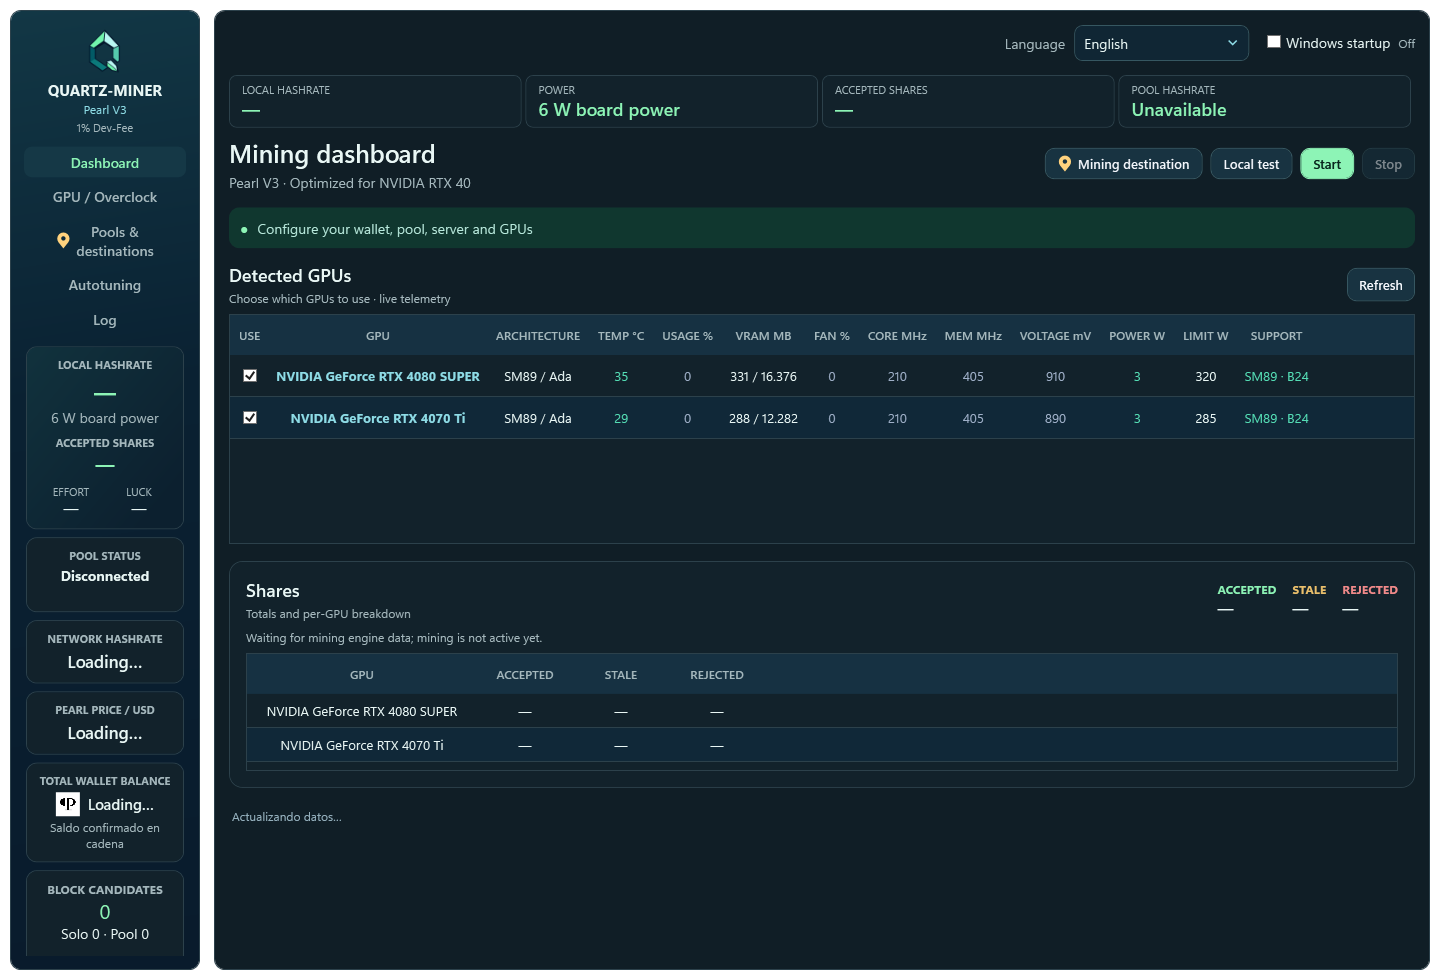 QUARTZ-MINER
Pearl V3
1% Dev-Fee
Dashboard
GPU / Overclock
Pools &
destinations
Autotuning
Log
LOCAL HASHRATE
—
6 W board power
ACCEPTED SHARES
—
EFFORT LUCK
— —
POOL STATUS
Disconnected
NETWORK HASHRATE
Loading...
PEARL PRICE / USD
Loading...
TOTAL WALLET BALANCE
Loading...
Saldo confirmado en
cadena
BLOCK CANDIDATES
0
Solo 0 · Pool 0
Language English Windows startup Off
LOCAL HASHRATE POWER ACCEPTED SHARES POOL HASHRATE
— 6 W board power — Unavailable
Mining dashboard
Pearl V3 · Optimized for NVIDIA RTX 40
Mining destination Local test Start Stop
● Configure your wallet, pool, server and GPUs
Detected GPUs
Choose which GPUs to use · live telemetry
Refresh
USE GPU ARCHITECTURE TEMP °C USAGE % VRAM MB FAN % CORE MHz MEM MHz VOLTAGE mV POWER W LIMIT W SUPPORT
NVIDIA GeForce RTX 4080 SUPER SM89 / Ada 35 0 331 / 16.376 0 210 405 910 3 320 SM89 · B24
NVIDIA GeForce RTX 4070 Ti SM89 / Ada 29 0 288 / 12.282 0 210 405 890 3 285 SM89 · B24
Shares
Totals and per-GPU breakdown
ACCEPTED STALE REJECTED
— — —
Waiting for mining engine data; mining is not active yet.
GPU ACCEPTED STALE REJECTED
NVIDIA GeForce RTX 4080 SUPER — — —
NVIDIA GeForce RTX 4070 Ti — — —
Actualizando datos...